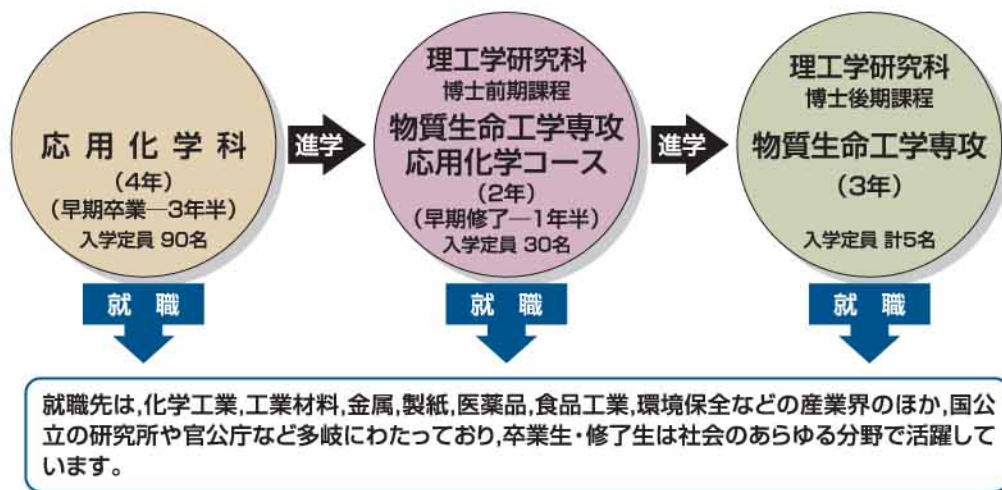 応用化学科
(4年)
(早期卒業―3年半)
入学定員 90名
進学
理工学研究科
博士前期課程
物質生命工学専攻
応用化学コース
(2年)
(早期修了―1年半)
入学定員 30名
進学
理工学研究科
博士後期課程
物質生命工学専攻
(3年)
入学定員 計5名
就職
就職
就職
就職先は,化学工業,工業材料,金属,製紙,医薬品,食品工業,環境保全などの産業界のほか,国公
立の研究所や官公庁など多岐にわたっており,卒業生・修了生は社会のあらゆる分野で活躍して
います。